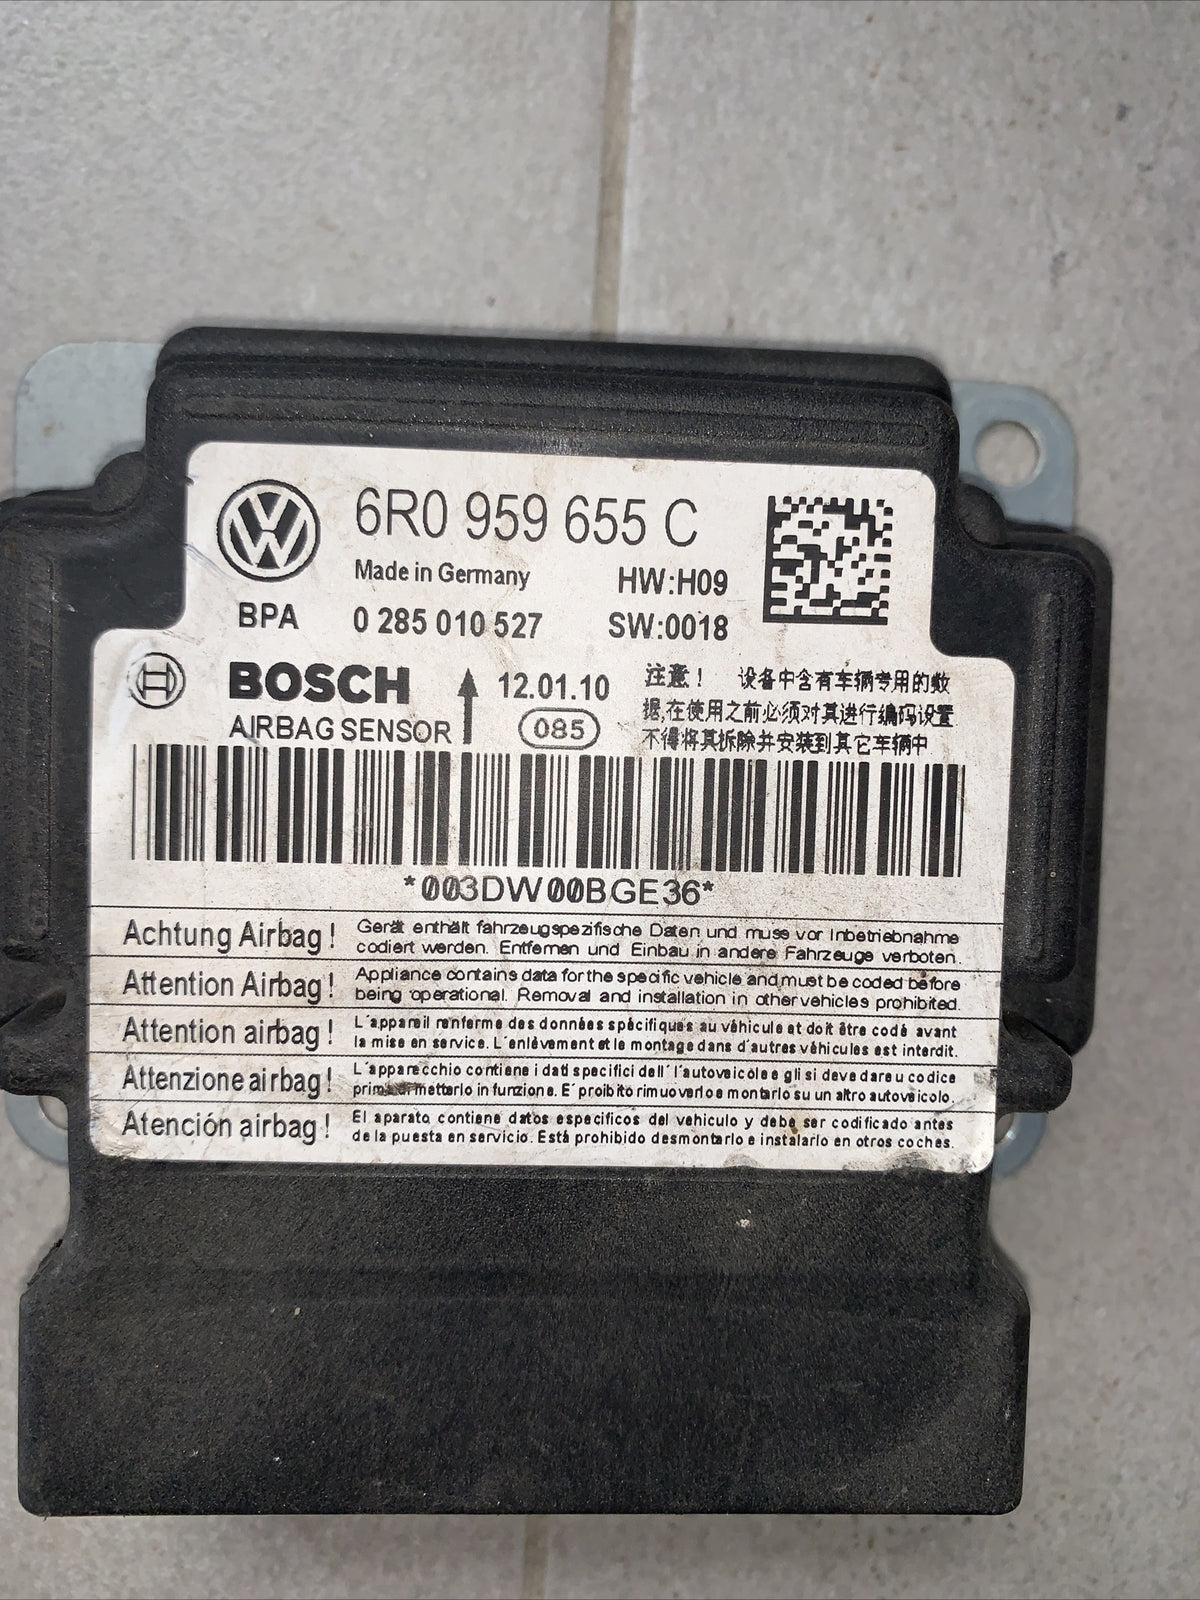 6R0 959 655 C
Made in Germany HW:H09
BPA 0 285 010 527 SW:0018
BOSCH 12.01.10
AIRBAG SENSOR 085
注意! 设备中含有车辆专用的数
据,在使用之前必须对其进行编码设置
不得将其拆除并安装到其它车辆中
*003DW00BGE36*
Achtung Airbag! Gerät enthält fahrzeugspezifische Daten und muss vor Inbetriebnahme
codiert werden. Entfernen und Einbau in andere Fahrzeuge verboten.
Attention Airbag! Appliance contains data for the specific vehicle and must be coded before
being operational. Removal and installation in other vehicles prohibited.
Attention airbag! L'appareil renferme des données spécifiques au véhicule et doit être codé avant
la mise en service. L'enlèvement et le montage dans d'autres véhicules est interdit.
Attenzione airbag! L'apparecchio contiene i dati specifici dell'l'autoveicolo e gli si deve dare u codice
prima di metterlo in funzione. E' proibito rimuoverlo e montarlo su un altro autoveicolo.
Atención airbag! El aparato contiene datos especificos del vehiculo y debe ser codificado antes
de la puesta en servicio. Está prohibido desmontarlo e instalarlo en otros coches.